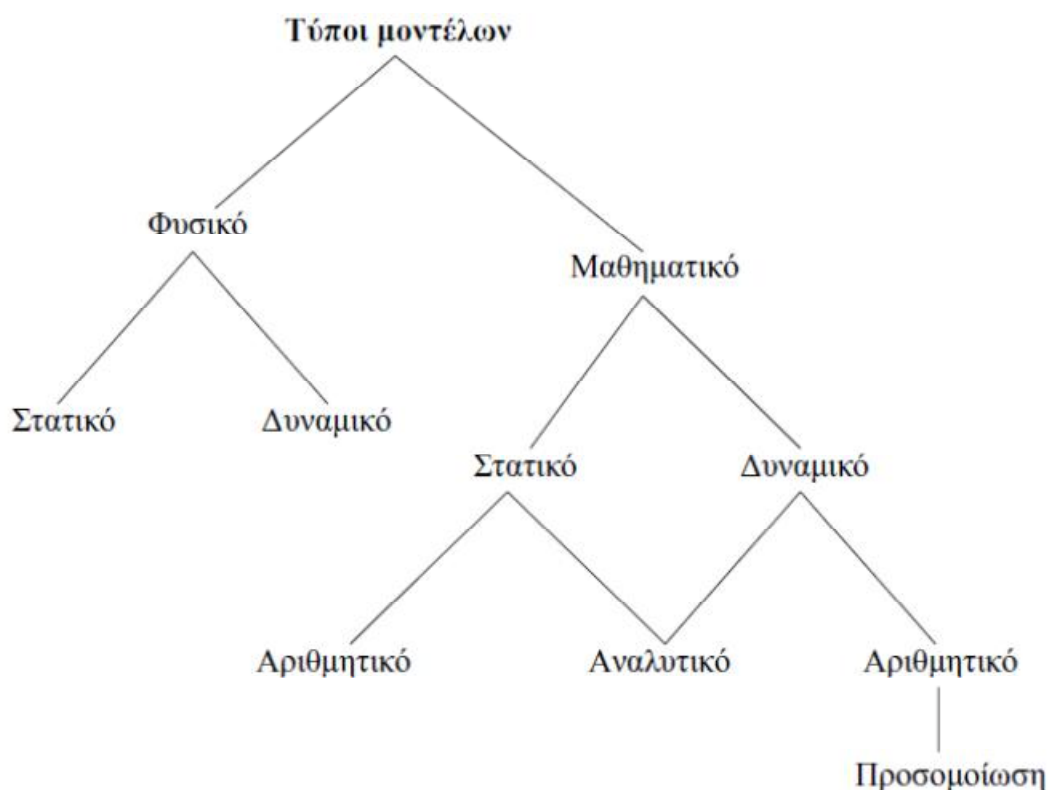 Τύποι μοντέλων
Φυσικό
Μαθηματικό
Στατικό
Δυναμικό
Στατικό
Δυναμικό
Αριθμητικό
Αναλυτικό
Αριθμητικό
Προσομοίωση